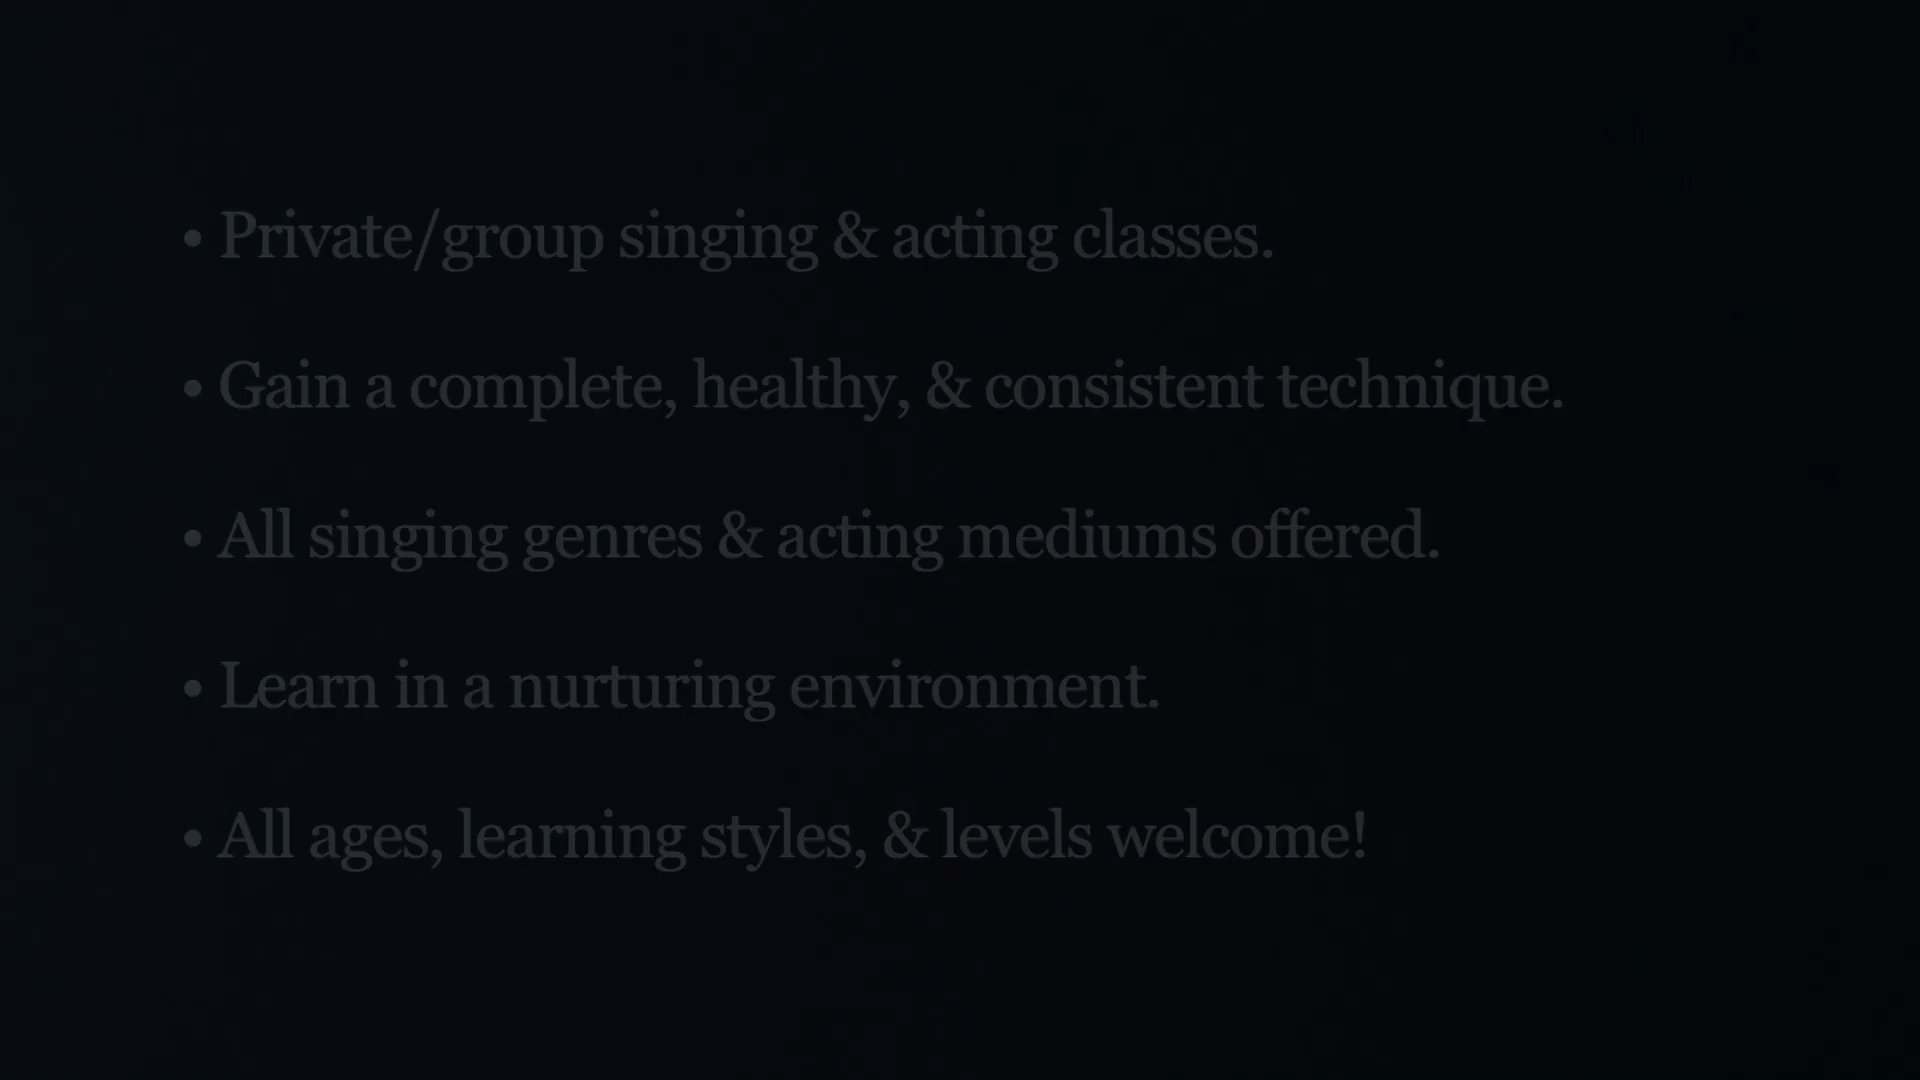 • Private/group singing & acting classes.
• Gain a complete, healthy, & consistent technique.
• All singing genres & acting mediums offered.
• Learn in a nurturing environment.
• All ages, learning styles, & levels welcome!